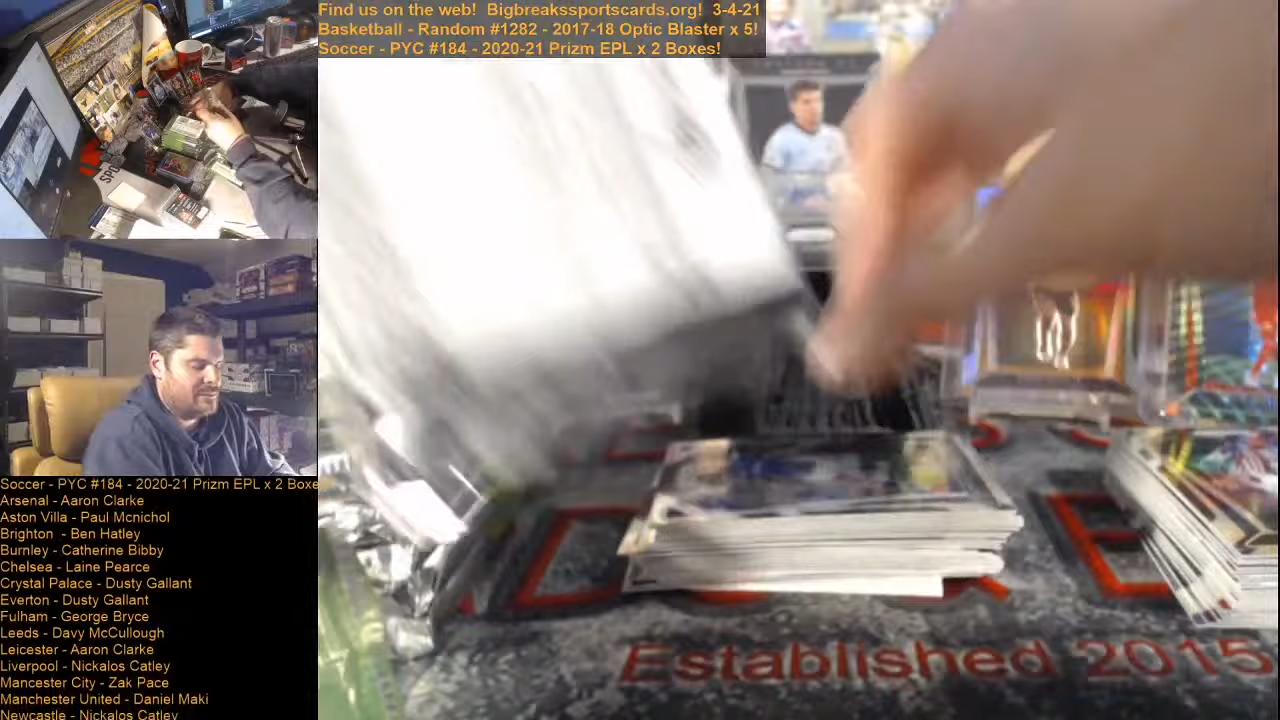 Find us on the web!  Bigbreakssportscards.org!  3-4-21
Basketball - Random #1282 - 2017-18 Optic Blaster x 5!
Soccer - PYC #184 - 2020-21 Prizm EPL x 2 Boxes!
Soccer - PYC #184 - 2020-21 Prizm EPL x 2 Boxe
Arsenal - Aaron Clarke
Aston Villa - Paul Mcnichol
Brighton  - Ben Hatley
Burnley - Catherine Bibby
Chelsea - Laine Pearce
Crystal Palace - Dusty Gallant
Everton - Dusty Gallant
Fulham - George Bryce
Leeds - Davy McCullough
Leicester - Aaron Clarke
Liverpool - Nickalos Catley
Mancester City - Zak Pace
Manchester United - Daniel Maki
Newcastle - Nickalos Catley
Established 2015